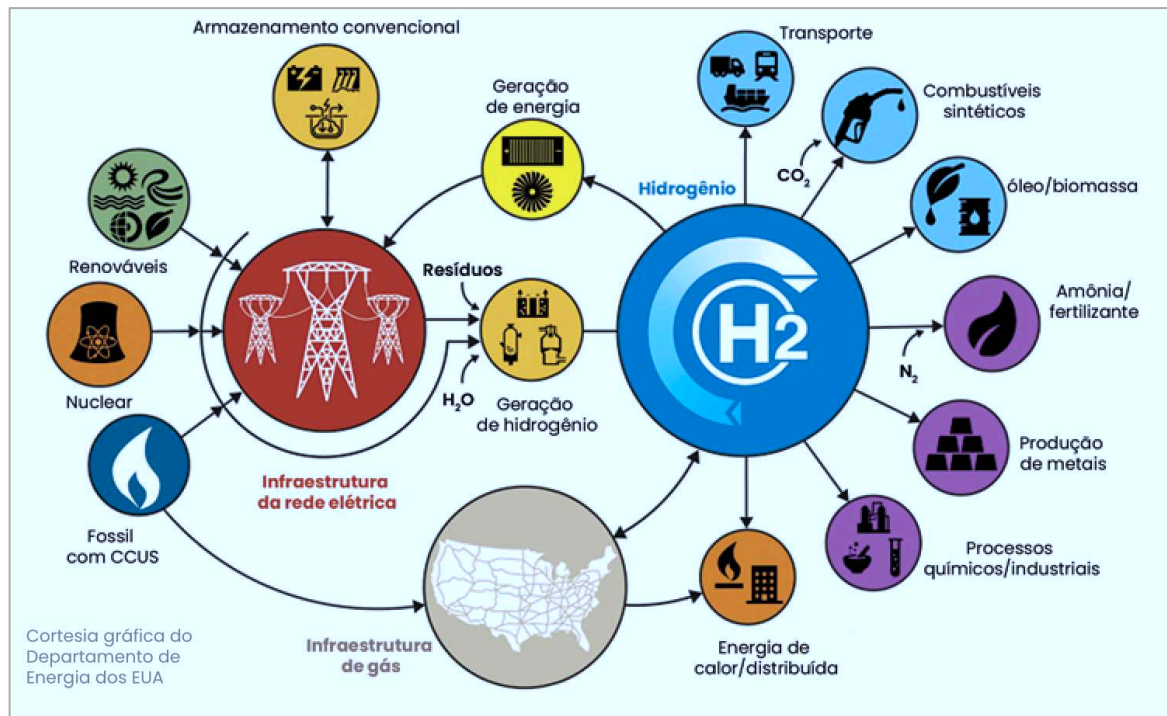 Armazenamento convencional
Transporte
Geração
de energia
Combustíveis
sintéticos
CO₂
Hidrogênio
óleo/biomassa
Renováveis
Resíduos
H2
Amônia/
fertilizante
N₂
Nuclear
H₂O
Geração
de hidrogênio
Produção
de metais
Infraestrutura
da rede elétrica
Fossil
com CCUS
Processos
químicos/industriais
Infraestrutura
de gás
Energia de
calor/distribuída
Cortesia gráfica do
Departamento de
Energia dos EUA